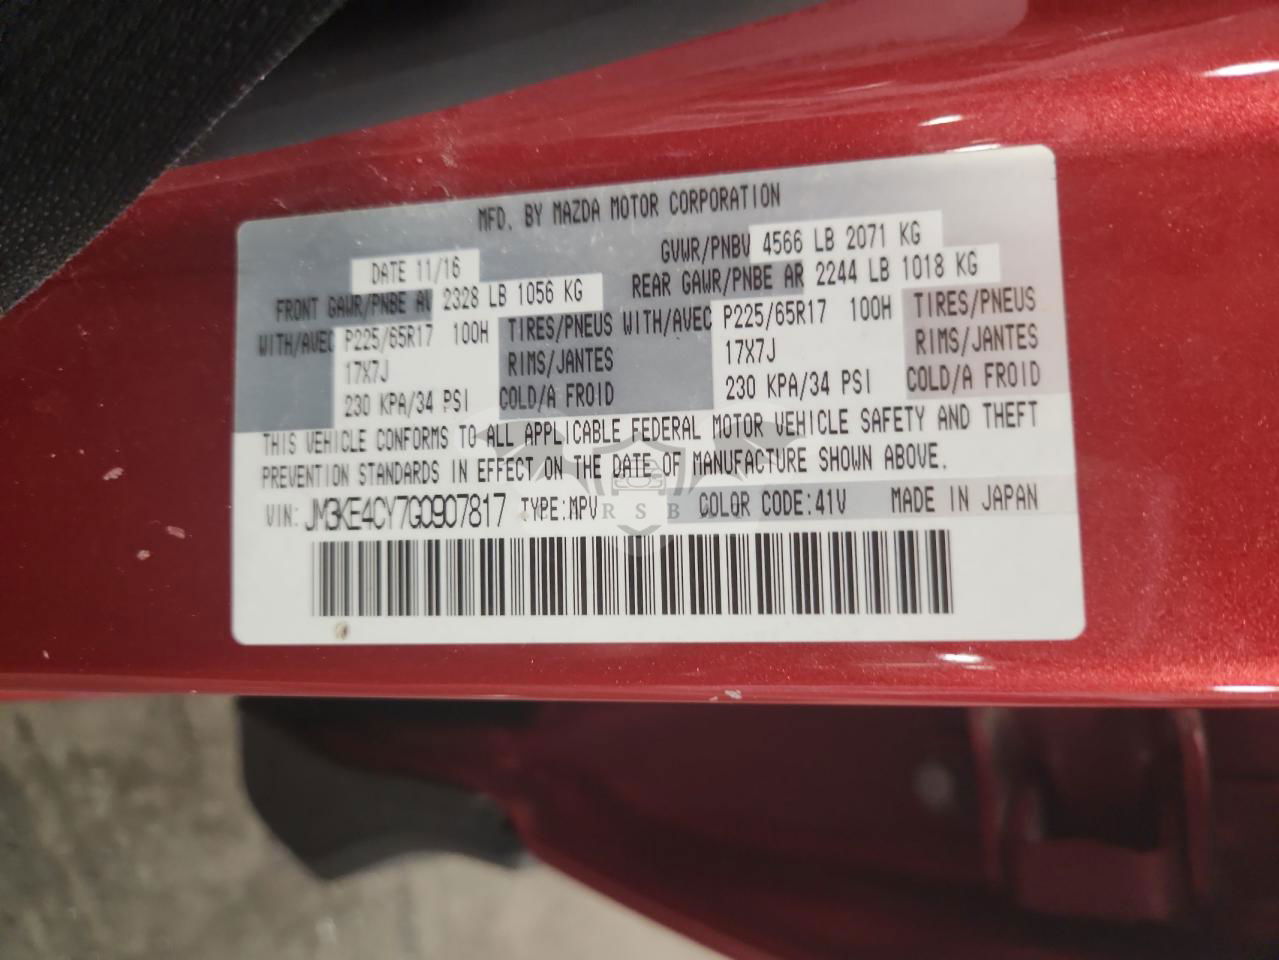 MFD. BY MAZDA MOTOR CORPORATION
DATE 11/16 GVWR/PNBV 4566 LB 2071 KG
FRONT GAWR/PNBE AV 2328 LB 1056 KG REAR GAWR/PNBE AR 2244 LB 1018 KG
WITH/AVEC P225/65R17 100H TIRES/PNEUS WITH/AVEC P225/65R17 100H TIRES/PNEUS
17X7J RIMS/JANTES 17X7J RIMS/JANTES
230 KPA/34 PSI COLD/A FROID 230 KPA/34 PSI COLD/A FROID
THIS VEHICLE CONFORMS TO ALL APPLICABLE FEDERAL MOTOR VEHICLE SAFETY AND THEFT
PREVENTION STANDARDS IN EFFECT ON THE DATE OF MANUFACTURE SHOWN ABOVE.
VIN: JM3KE4CY7G0907817 TYPE:MPV COLOR CODE:41V MADE IN JAPAN